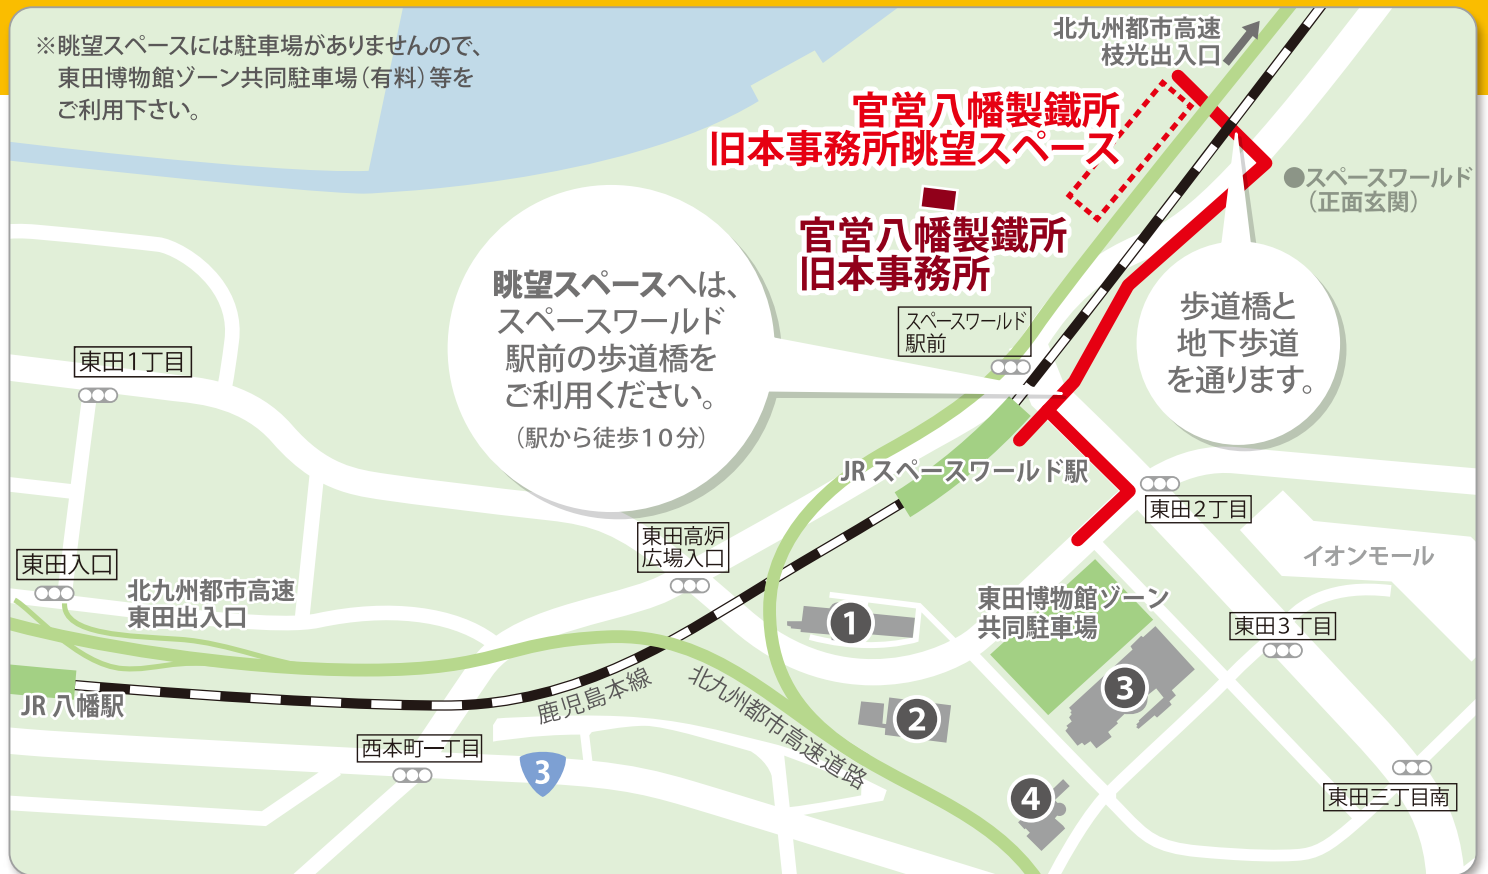 ※眺望スペースには駐車場がありませんので、
東田博物館ゾーン共同駐車場（有料）等を
ご利用下さい。
北九州都市高速
枝光出入口
官営八幡製鐵所
旧本事務所眺望スペース
●スペースワールド
（正面玄関）
官営八幡製鐵所
旧本事務所
眺望スペースへは、
スペースワールド
駅前の歩道橋を
ご利用ください。
（駅から徒歩10分）
歩道橋と
地下歩道
を通ります。
スペースワールド
駅前
東田1丁目
JR スペースワールド駅
東田2丁目
東田高炉
広場入口
イオンモール
東田入口
北九州都市高速
東田出入口
東田博物館ゾーン
共同駐車場
1
東田3丁目
JR 八幡駅
鹿児島本線
北九州都市高速道路
3
2
西本町一丁目
3
4
東田三丁目南